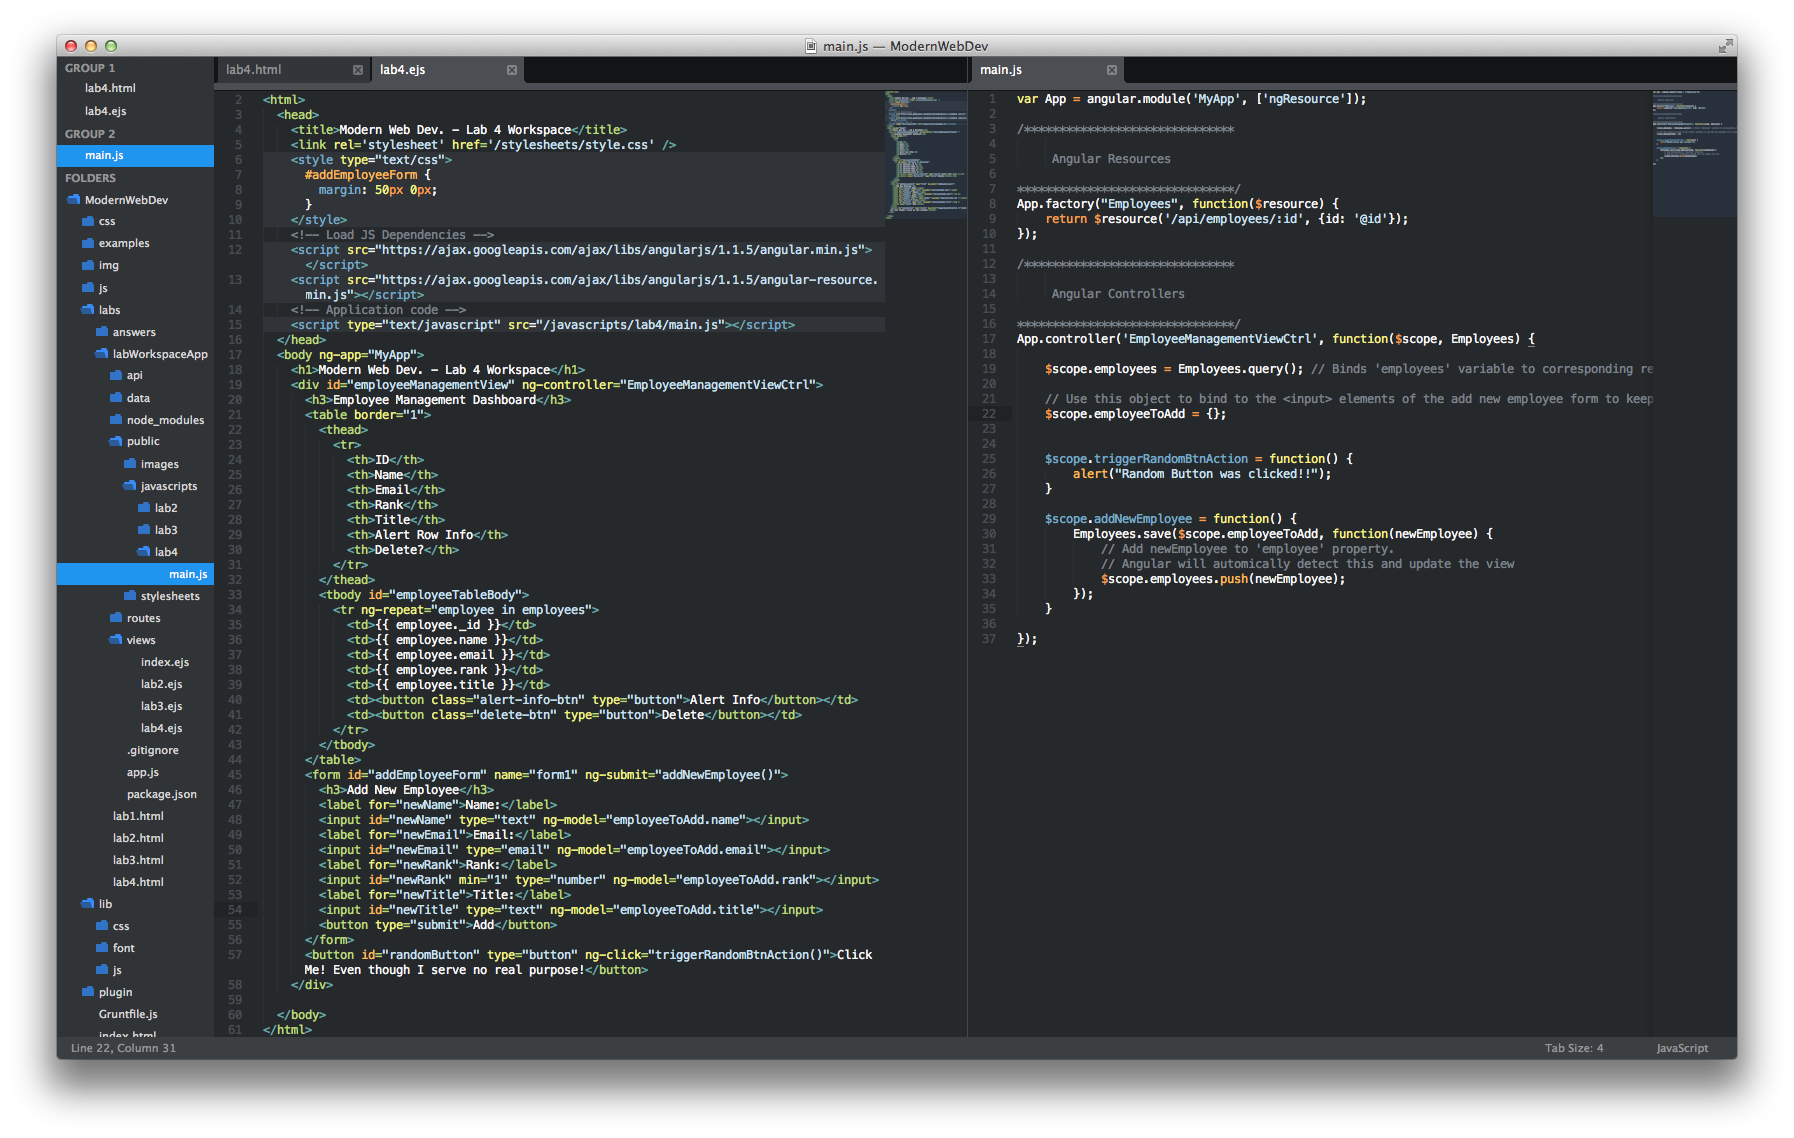 main.js — ModernWebDev
GROUP 1
lab4.html
lab4.ejs
GROUP 2
main.js
FOLDERS
ModernWebDev
css
examples
img
js
labs
answers
labWorkspaceApp
api
data
node_modules
public
images
javascripts
lab2
lab3
lab4
main.js
stylesheets
routes
views
index.ejs
lab2.ejs
lab3.ejs
lab4.ejs
.gitignore
app.js
package.json
lab1.html
lab2.html
lab3.html
lab4.html
lib
css
font
js
plugin
Gruntfile.js
index.html
lab4.html
lab4.ejs
2 <html>
3 <head>
4 <title>Modern Web Dev. - Lab 4 Workspace</title>
5 <link rel='stylesheet' href='/stylesheets/style.css' />
6 <style type="text/css">
7 #addEmployeeForm {
8 margin: 50px 0px;
9 }
10 </style>
11 <!-- Load JS Dependencies -->
12 <script src="https://ajax.googleapis.com/ajax/libs/angularjs/1.1.5/angular.min.js">
</script>
13 <script src="https://ajax.googleapis.com/ajax/libs/angularjs/1.1.5/angular-resource.
min.js"></script>
14 <!-- Application code -->
15 <script type="text/javascript" src="/javascripts/lab4/main.js"></script>
16 </head>
17 <body ng-app="MyApp">
18 <h1>Modern Web Dev. - Lab 4 Workspace</h1>
19 <div id="employeeManagementView" ng-controller="EmployeeManagementViewCtrl">
20 <h3>Employee Management Dashboard</h3>
21 <table border="1">
22 <thead>
23 <tr>
24 <th>ID</th>
25 <th>Name</th>
26 <th>Email</th>
27 <th>Rank</th>
28 <th>Title</th>
29 <th>Alert Row Info</th>
30 <th>Delete?</th>
31 </tr>
32 </thead>
33 <tbody id="employeeTableBody">
34 <tr ng-repeat="employee in employees">
35 <td>{{ employee._id }}</td>
36 <td>{{ employee.name }}</td>
37 <td>{{ employee.email }}</td>
38 <td>{{ employee.rank }}</td>
39 <td>{{ employee.title }}</td>
40 <td><button class="alert-info-btn" type="button">Alert Info</button></td>
41 <td><button class="delete-btn" type="button">Delete</button></td>
42 </tr>
43 </tbody>
44 </table>
45 <form id="addEmployeeForm" name="form1" ng-submit="addNewEmployee()">
46 <h3>Add New Employee</h3>
47 <label for="newName">Name:</label>
48 <input id="newName" type="text" ng-model="employeeToAdd.name"></input>
49 <label for="newEmail">Email:</label>
50 <input id="newEmail" type="email" ng-model="employeeToAdd.email"></input>
51 <label for="newRank">Rank:</label>
52 <input id="newRank" min="1" type="number" ng-model="employeeToAdd.rank"></input>
53 <label for="newTitle">Title:</label>
54 <input id="newTitle" type="text" ng-model="employeeToAdd.title"></input>
55 <button type="submit">Add</button>
56 </form>
57 <button id="randomButton" type="button" ng-click="triggerRandomBtnAction()">Click
Me! Even though I serve no real purpose!</button>
58 </div>
59
60 </body>
61 </html>
main.js
1 var App = angular.module('MyApp', ['ngResource']);
2
3 /******************************
4
5 Angular Resources
6
7 *******************************/
8 App.factory("Employees", function($resource) {
9 return $resource('/api/employees/:id', {id: '@id'});
10 });
11
12 /******************************
13
14 Angular Controllers
15
16 *******************************/
17 App.controller('EmployeeManagementViewCtrl', function($scope, Employees) {
18
19 $scope.employees = Employees.query(); // Binds 'employees' variable to corresponding re
20
21 // Use this object to bind to the <input> elements of the add new employee form to keep
22 $scope.employeeToAdd = {};
23
24
25 $scope.triggerRandomBtnAction = function() {
26 alert("Random Button was clicked!!");
27 }
28
29 $scope.addNewEmployee = function() {
30 Employees.save($scope.employeeToAdd, function(newEmployee) {
31 // Add newEmployee to 'employee' property.
32 // Angular will automically detect this and update the view
33 $scope.employees.push(newEmployee);
34 });
35 }
36
37 });
Line 22, Column 31
Tab Size: 4
JavaScript